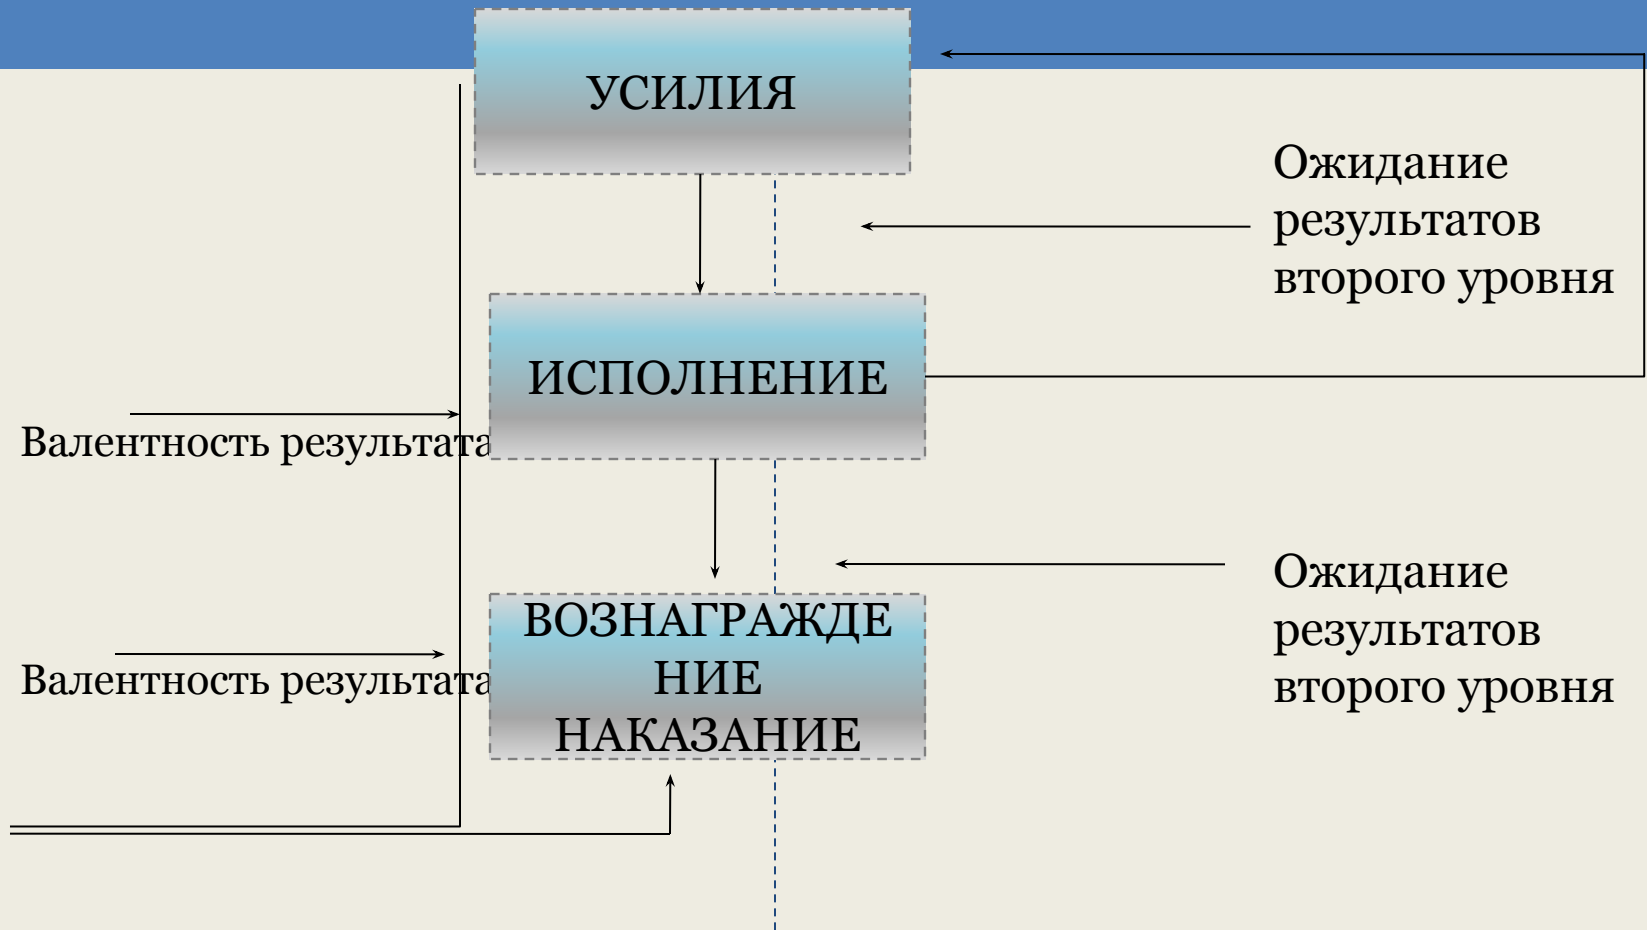 УСИЛИЯ
Ожидание
результатов
второго уровня
ИСПОЛНЕНИЕ
Валентность результата
Ожидание
результатов
второго уровня
ВОЗНАГРАЖДЕ
НИЕ
НАКАЗАНИЕ
Валентность результата